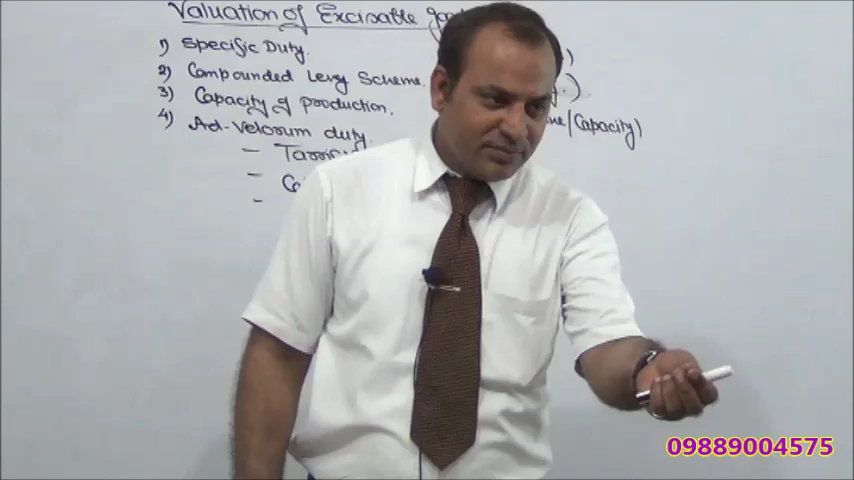 Valuation of Excisable
1) Specific Duty.
2) Compounded Levy Scheme.
3) Capacity of production.
4) Ad-Velorum duty. /Capacity)
-
-
-
09889004575